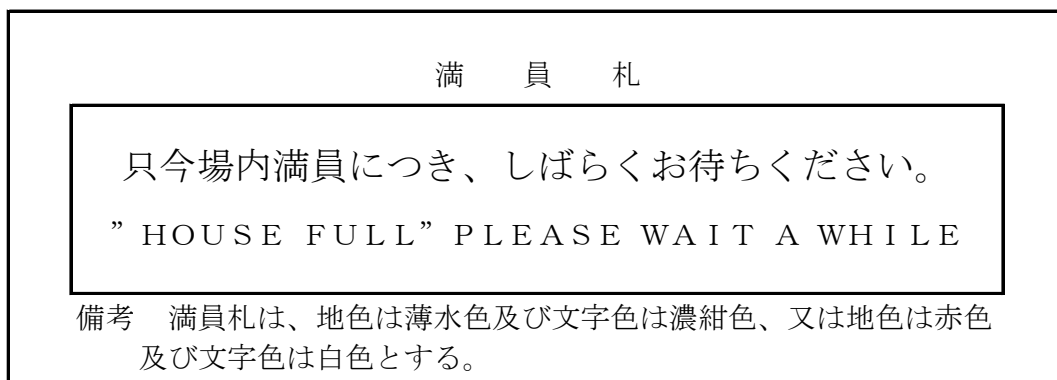 満　員　札
只今場内満員につき、しばらくお待ちください。
”ＨＯＵＳＥ　ＦＵＬＬ”ＰＬＥＡＳＥ　ＷＡＩＴ　Ａ　ＷＨＩＬＥ
備考　満員札は、地色は薄水色及び文字色は濃紺色、又は地色は赤色
及び文字色は白色とする。